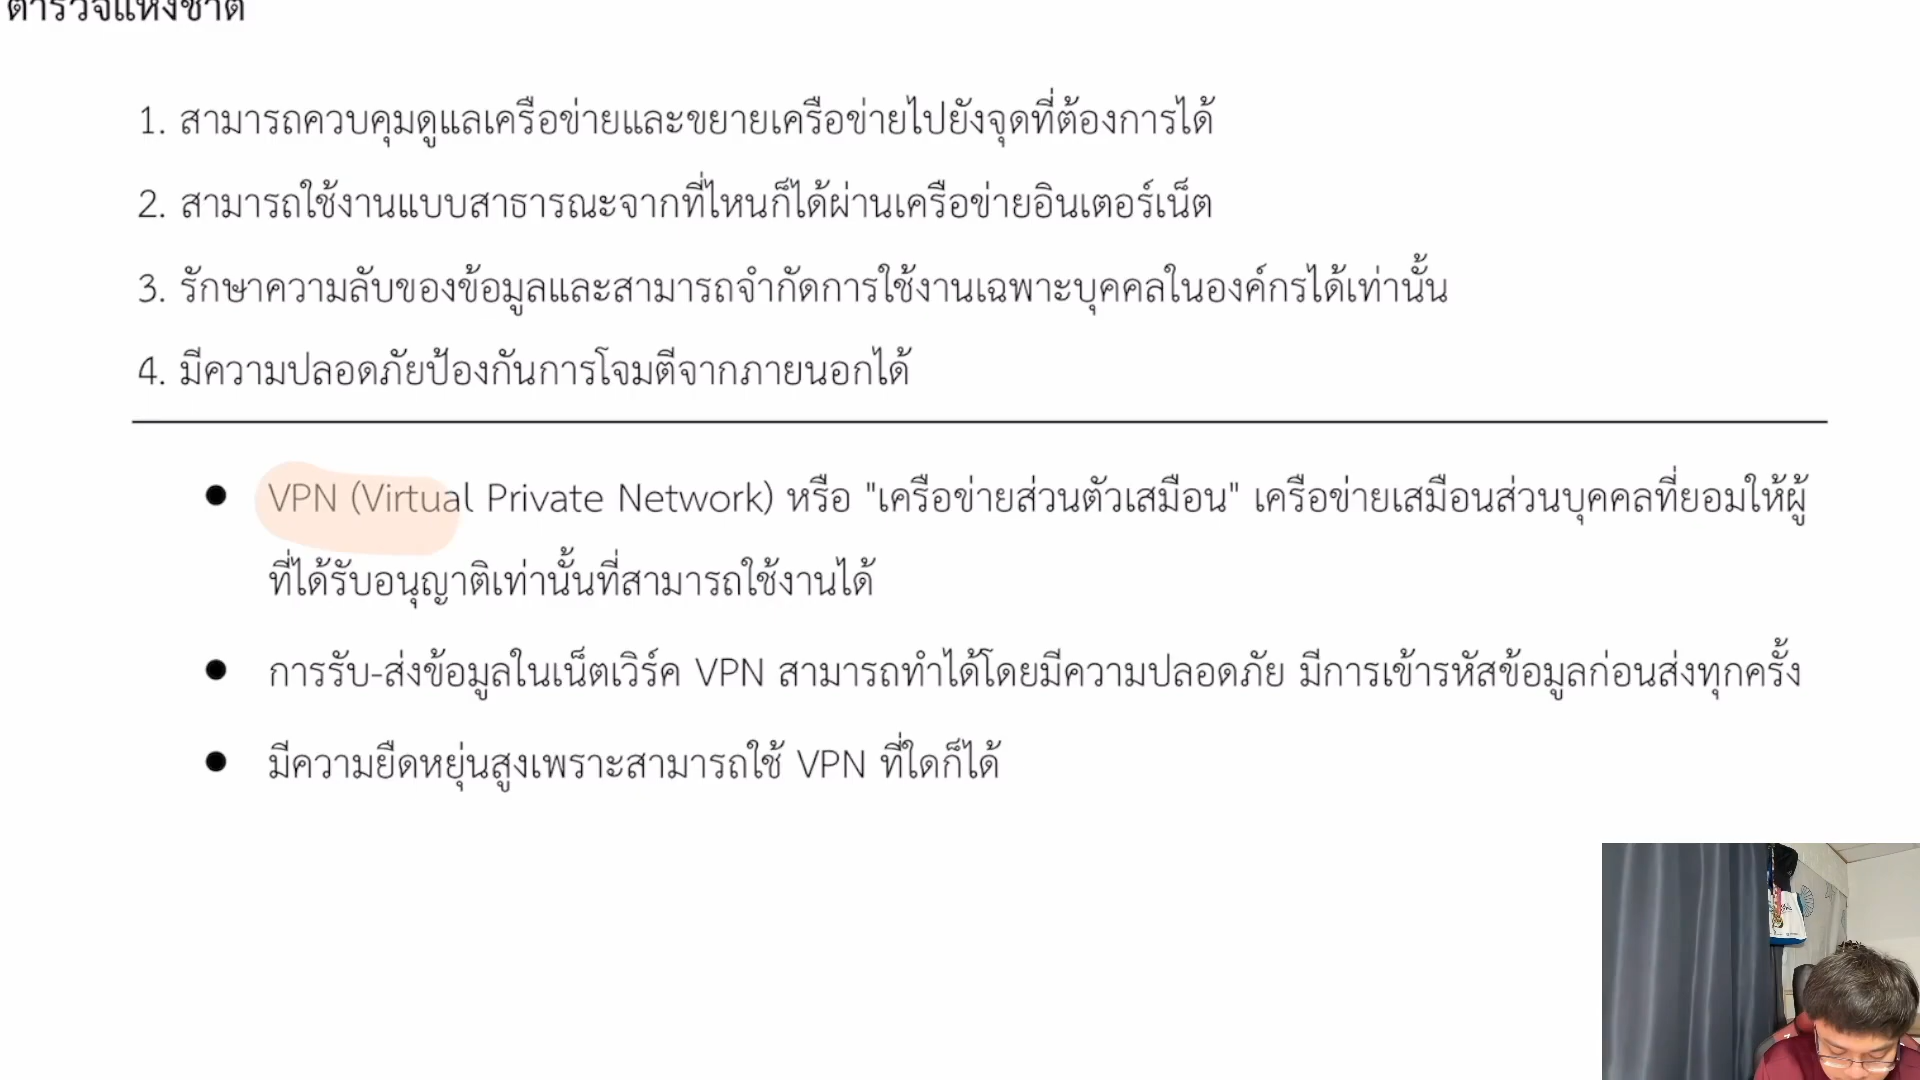 ตำรวจแห่งชาติ
1. สามารถควบคุมดูแลเครือข่ายและขยายเครือข่ายไปยังจุดที่ต้องการได้
2. สามารถใช้งานแบบสาธารณะจากที่ไหนก็ได้ผ่านเครือข่ายอินเตอร์เน็ต
3. รักษาความลับของข้อมูลและสามารถจำกัดการใช้งานเฉพาะบุคคลในองค์กรได้เท่านั้น
4. มีความปลอดภัยป้องกันการโจมตีจากภายนอกได้
● VPN (Virtual Private Network) หรือ "เครือข่ายส่วนตัวเสมือน" เครือข่ายเสมือนส่วนบุคคลที่ยอมให้ผู้
ที่ได้รับอนุญาติเท่านั้นที่สามารถใช้งานได้
● การรับ-ส่งข้อมูลในเน็ตเวิร์ค VPN สามารถทำได้โดยมีความปลอดภัย มีการเข้ารหัสข้อมูลก่อนส่งทุกครั้ง
● มีความยืดหยุ่นสูงเพราะสามารถใช้ VPN ที่ใดก็ได้